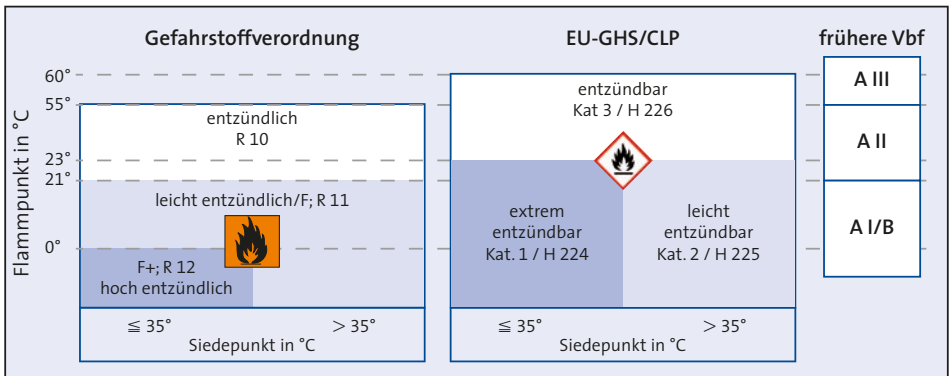 Gefahrstoffverordnung
EU-GHS/CLP
frühere Vbf
Flammpunkt in °C
60°
55°
23°
21°
0°
entzündlich
R 10
leicht entzündlich/F; R 11
F+; R 12
hoch entzündlich
≦ 35°
> 35°
Siedepunkt in °C
entzündbar
Kat 3 / H 226
extrem
entzündbar
Kat. 1 / H 224
leicht
entzündbar
Kat. 2 / H 225
≦ 35°
> 35°
Siedepunkt in °C
A III
A II
A I/B